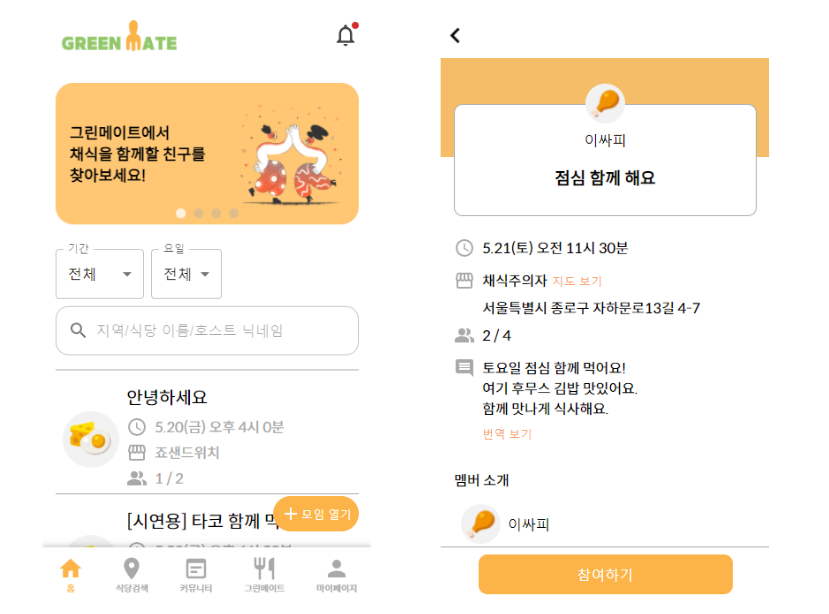 GREEN MATE
그린메이트에서
채식을 함께할 친구를
찾아보세요!
기간
전체
요일
전체
지역/식당 이름/호스트 닉네임
안녕하세요
5.20(금) 오후 4시 0분
죠샌드위치
1 / 2
[시연용] 타코 함께 먹
+ 모임 열기
홈
식당검색
커뮤니티
그린메이트
마이페이지
이싸피
점심 함께 해요
5.21(토) 오전 11시 30분
채식주의자 지도 보기
서울특별시 종로구 자하문로13길 4-7
2 / 4
토요일 점심 함께 먹어요!
여기 후무스 김밥 맛있어요.
함께 맛나게 식사해요.
번역 보기
멤버 소개
이싸피
참여하기